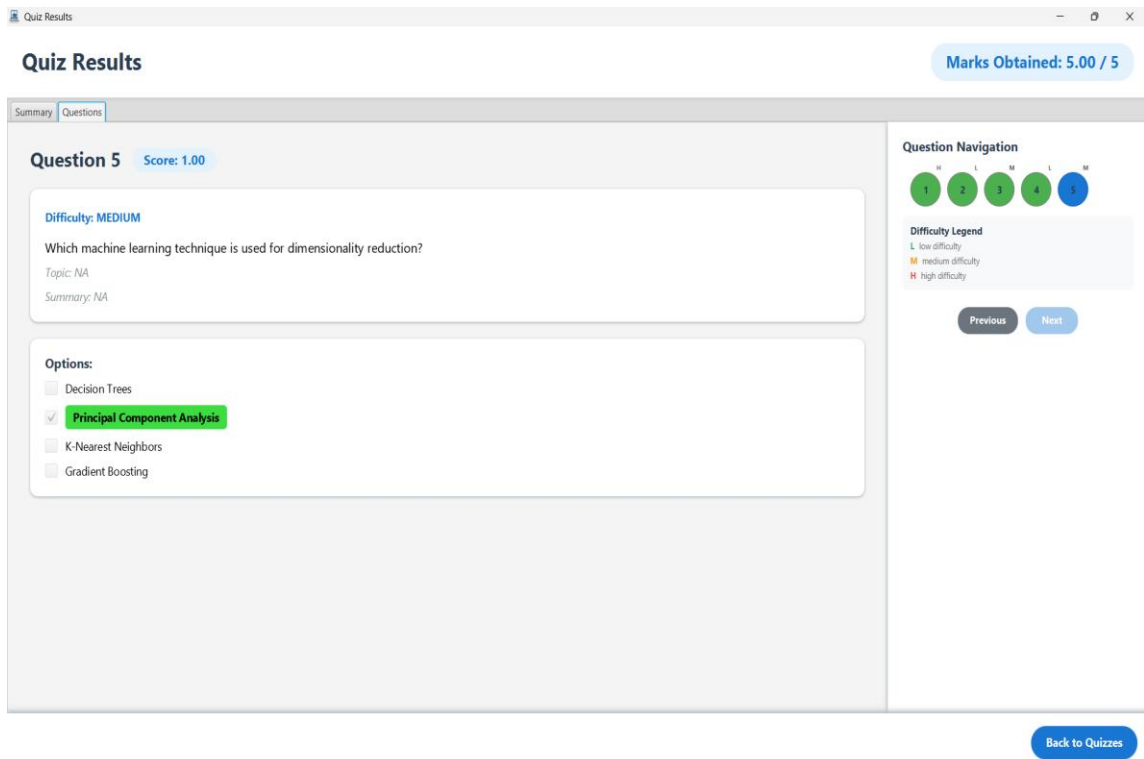 Quiz Results
Quiz Results
Marks Obtained: 5.00 / 5
Summary
Questions
Question 5
Score: 1.00
Difficulty: MEDIUM
Which machine learning technique is used for dimensionality reduction?
Topic: NA
Summary: NA
Options:
Decision Trees
Principal Component Analysis
K-Nearest Neighbors
Gradient Boosting
Question Navigation
H L M L M
1 2 3 4 5
Difficulty Legend
L low difficulty
M medium difficulty
H high difficulty
Previous
Next
Back to Quizzes